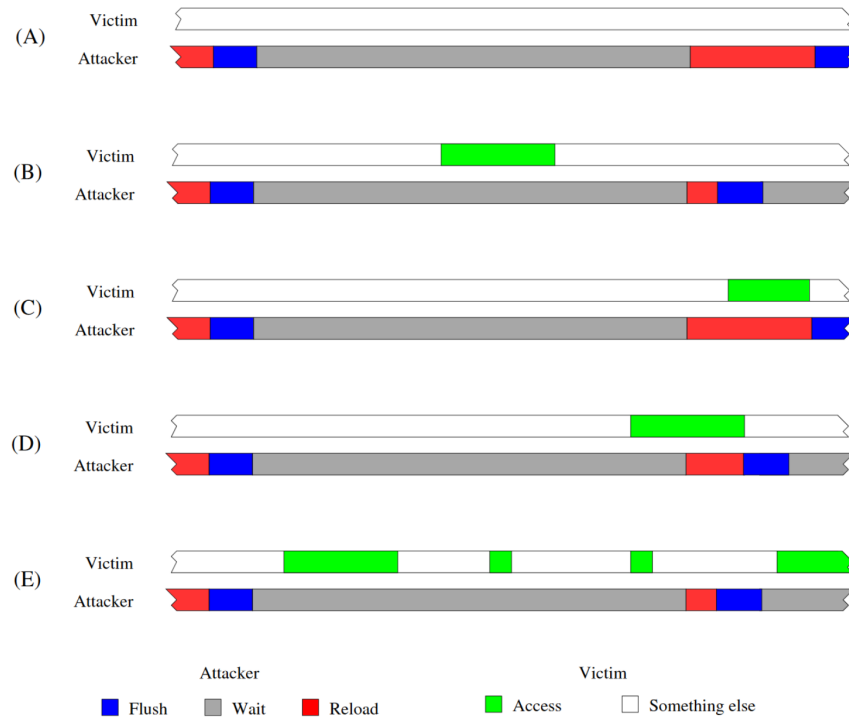 (A)
Victim
Attacker
(B)
Victim
Attacker
(C)
Victim
Attacker
(D)
Victim
Attacker
(E)
Victim
Attacker
Attacker Victim
Flush Wait Reload Access Something else